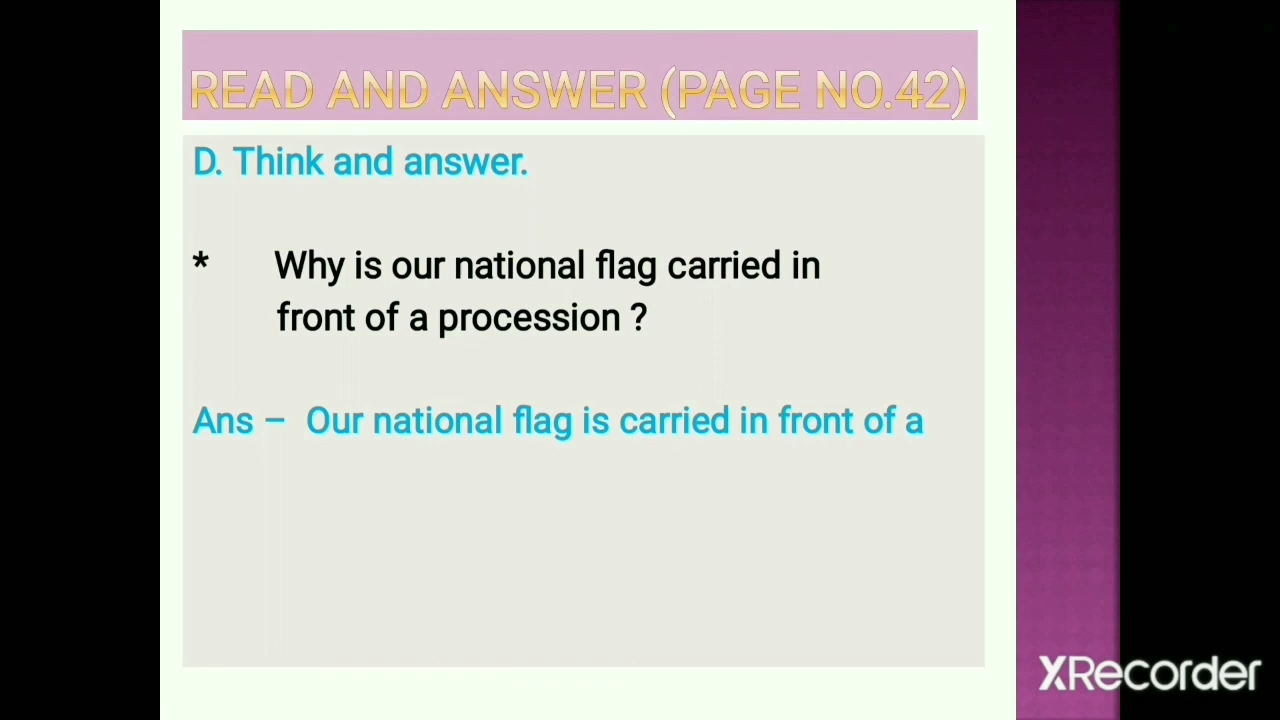 READ AND ANSWER (PAGE NO.42)
D. Think and answer.
* Why is our national flag carried in
front of a procession ?
Ans – Our national flag is carried in front of a
XRecorder